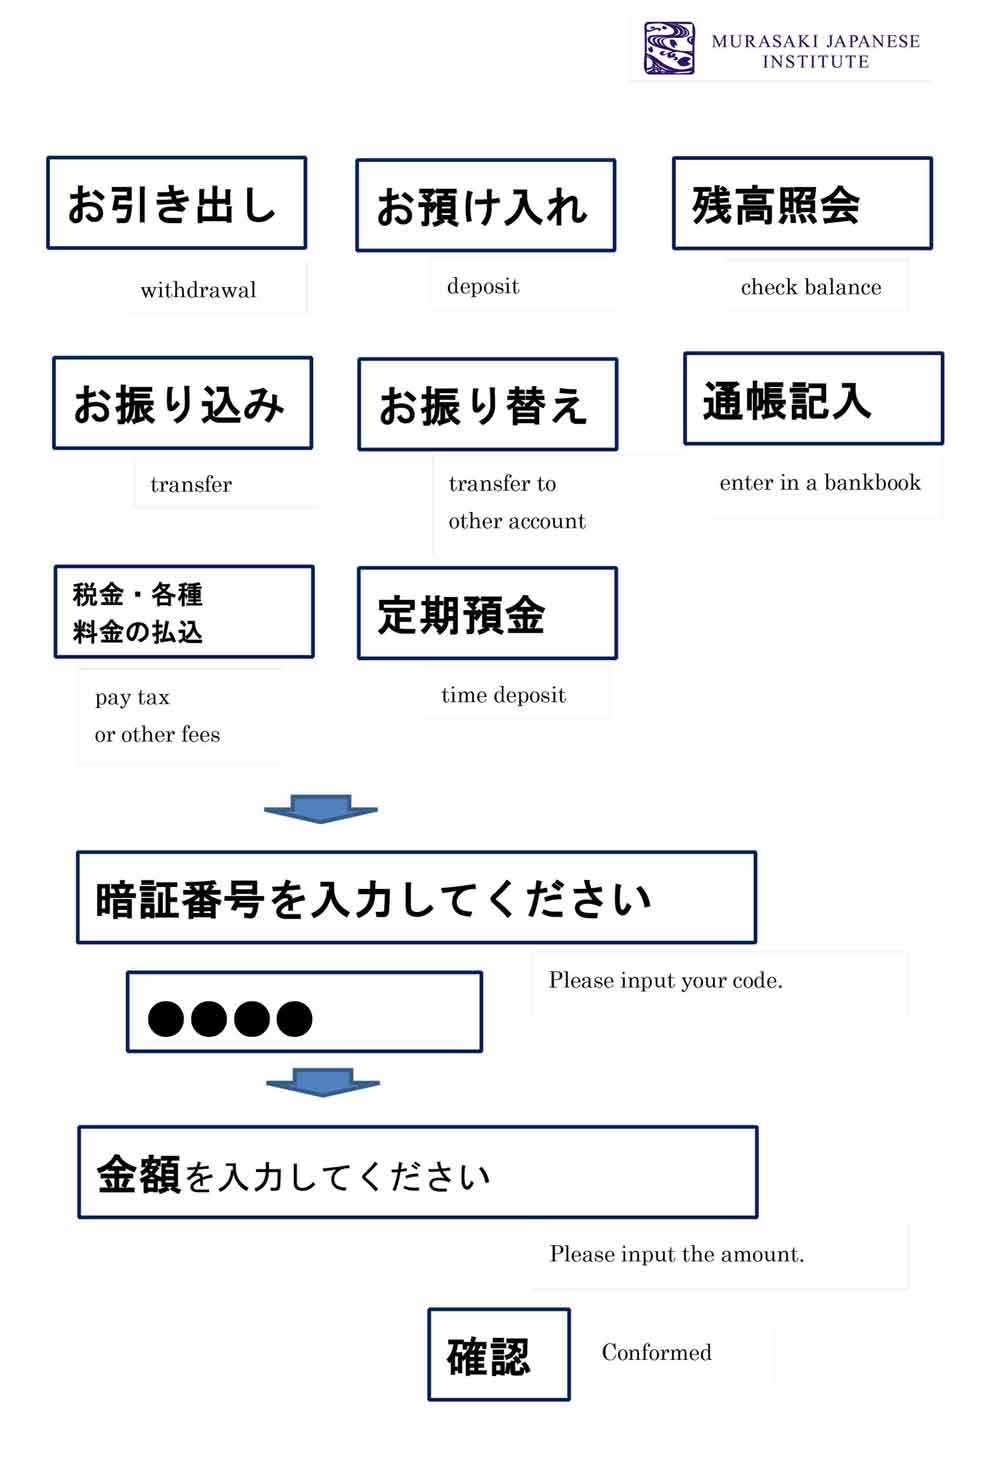 MURASAKI JAPANESE
INSTITUTE
お引き出し
お預け入れ
残高照会
withdrawal
deposit
check balance
お振り込み
お振り替え
通帳記入
transfer
transfer to
other account
enter in a bankbook
税金・各種
料金の払込
定期預金
pay tax
or other fees
time deposit
暗証番号を入力してください
Please input your code.
●●●●
金額を入力してください
Please input the amount.
確認
Conformed